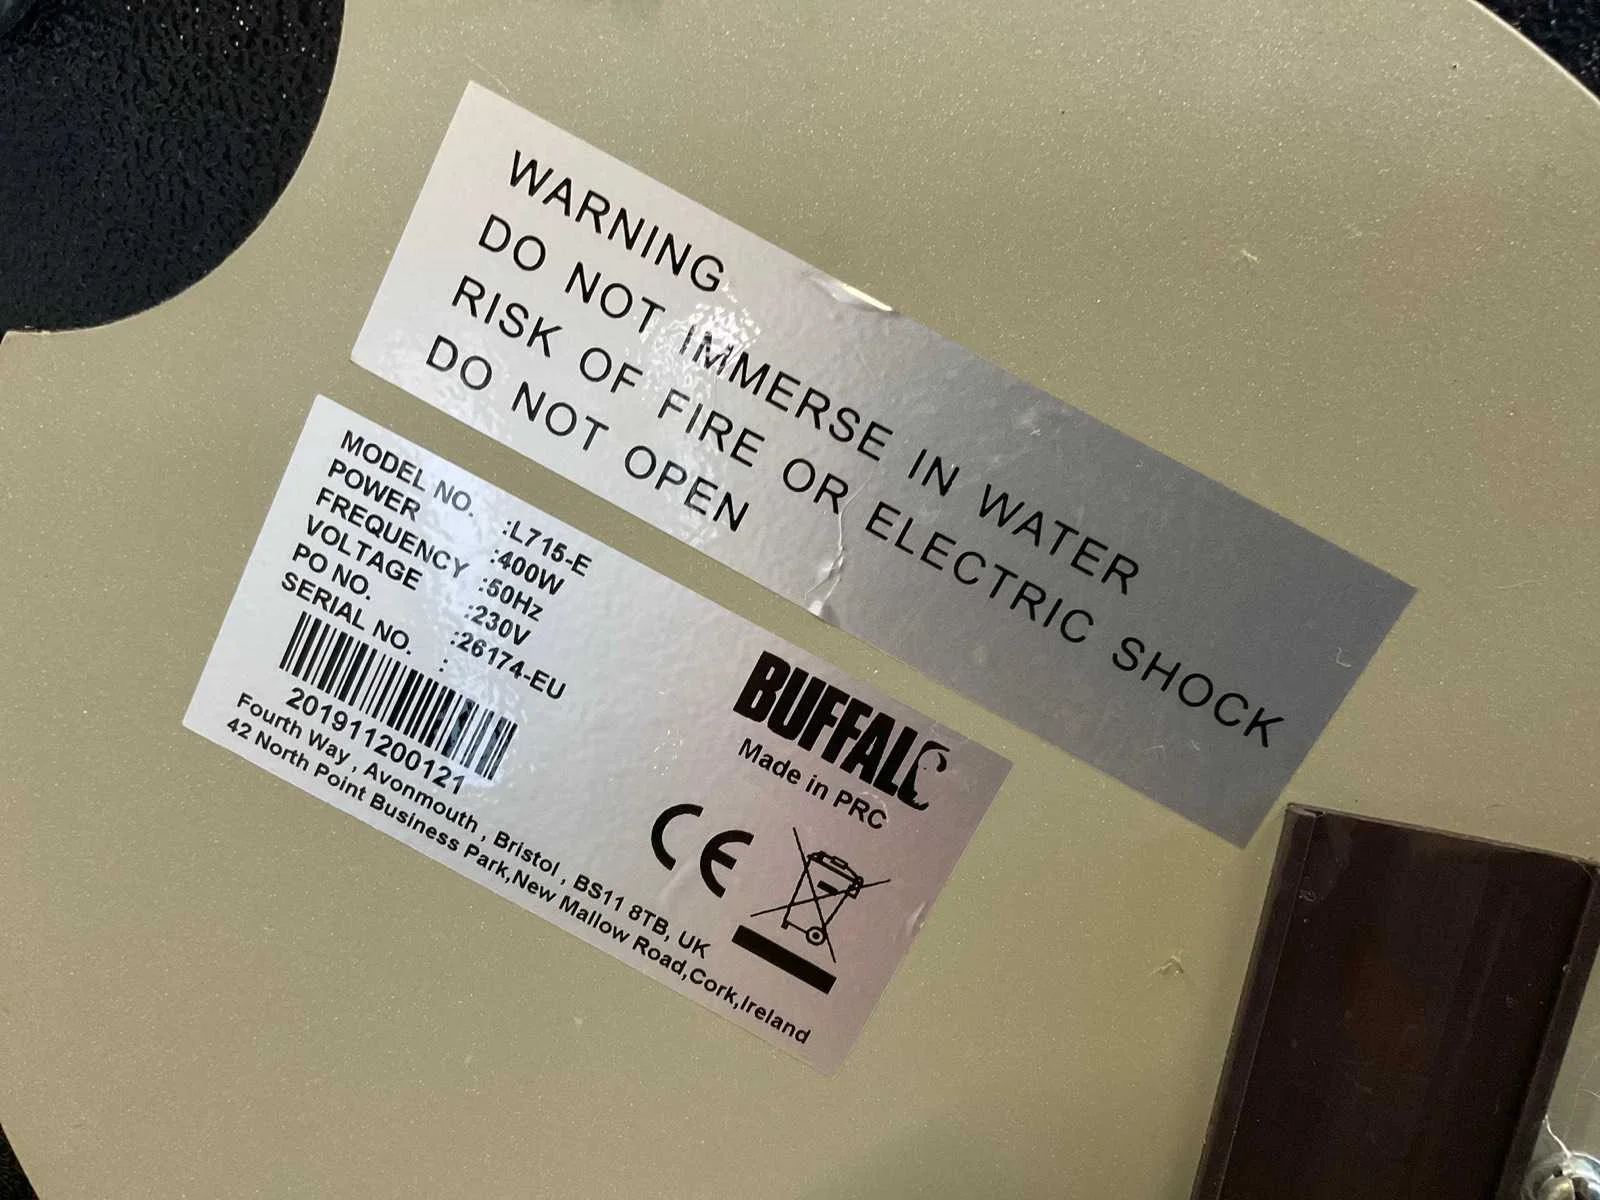 WARNING
DO NOT IMMERSE IN WATER
RISK OF FIRE OR ELECTRIC SHOCK
DO NOT OPEN
MODEL NO. :L715-E
POWER :400W
FREQUENCY :50Hz
VOLTAGE :230V
PO NO. :26174-EU
SERIAL NO. :
201911200121
Fourth Way , Avonmouth , Bristol , BS11 8TB, UK
42 North Point Business Park,New Mallow Road,Cork,Ireland
BUFFALO
Made in PRC
CE